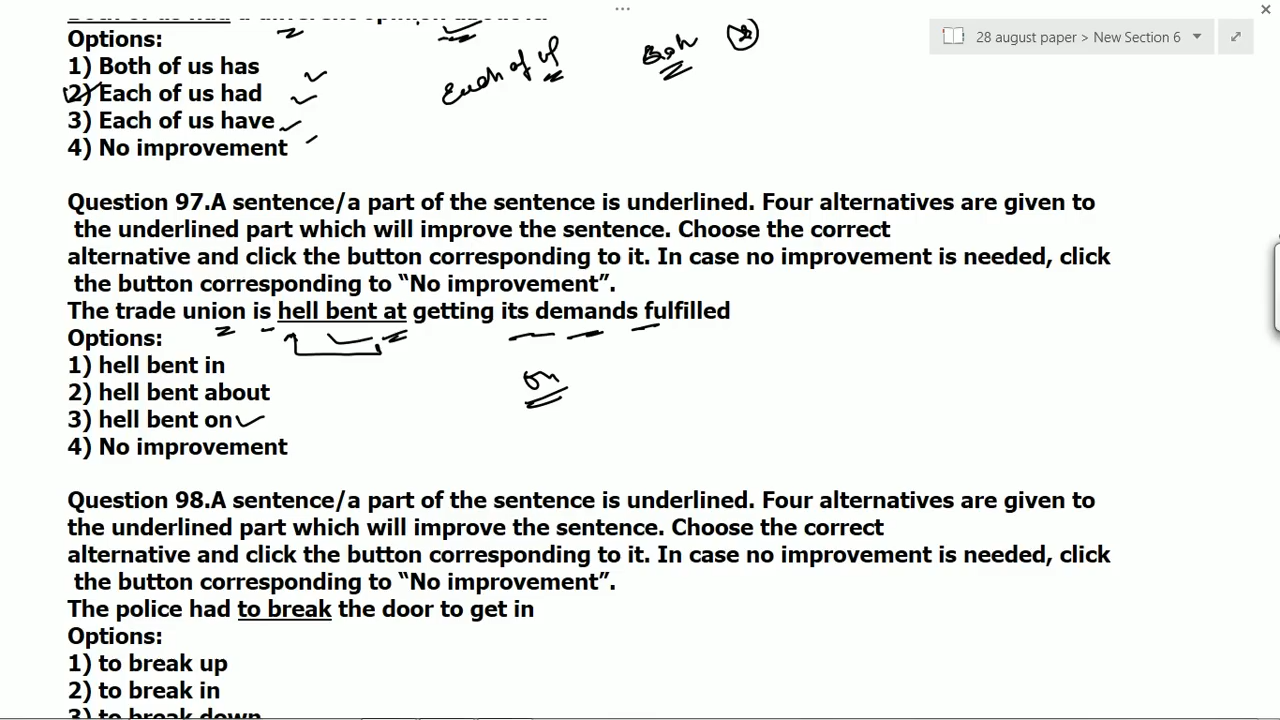 28 august paper > New Section 6
Options:
1) Both of us has
2) Each of us had
3) Each of us have
4) No improvement
Each of us
Both
Question 97.A sentence/a part of the sentence is underlined. Four alternatives are given to
the underlined part which will improve the sentence. Choose the correct
alternative and click the button corresponding to it. In case no improvement is needed, click
the button corresponding to “No improvement”.
The trade union is hell bent at getting its demands fulfilled
Options:
1) hell bent in
2) hell bent about
3) hell bent on
4) No improvement
on
Question 98.A sentence/a part of the sentence is underlined. Four alternatives are given to
the underlined part which will improve the sentence. Choose the correct
alternative and click the button corresponding to it. In case no improvement is needed, click
the button corresponding to “No improvement”.
The police had to break the door to get in
Options:
1) to break up
2) to break in
3) to break down